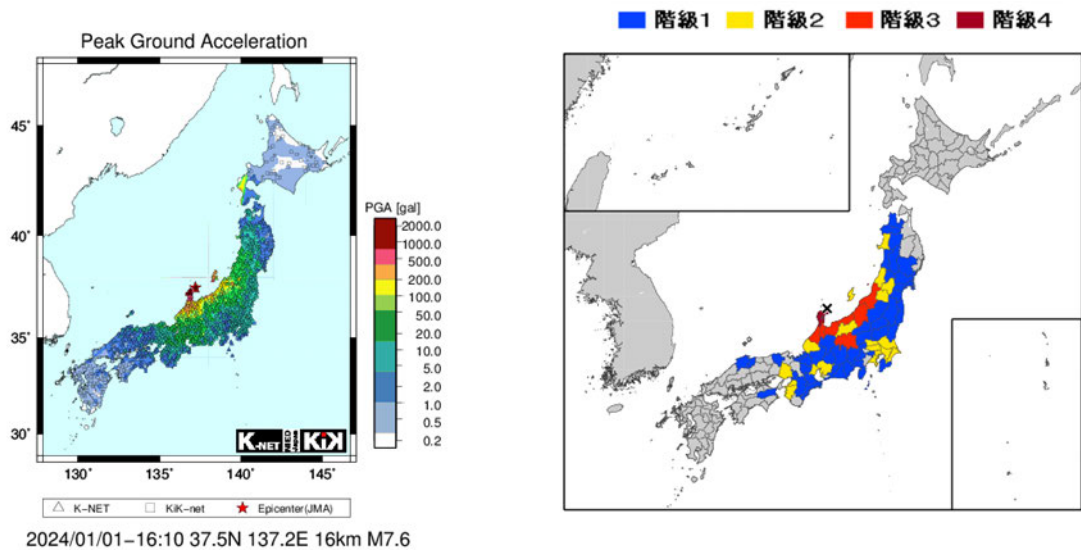 Peak Ground Acceleration
45°
40°
35°
30°
130°
135°
140°
145°
PGA [gal]
2000.0
1000.0
500.0
200.0
100.0
50.0
20.0
10.0
5.0
2.0
1.0
0.5
0.2
K-NET
KiK
K-NET
KiK-net
Epicenter(JMA)
2024/01/01-16:10 37.5N 137.2E 16km M7.6
階級1 階級2 階級3 階級4